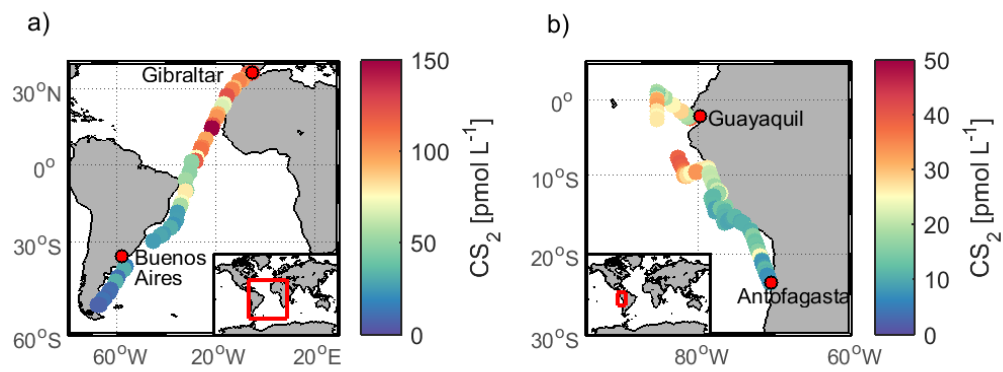 a)
Gibraltar
Buenos
Aires
30°N
0°
30°S
60°S
60°W
20°W
20°E
150
100
50
0
CS₂ [pmol L⁻¹]
b)
Guayaquil
Antofagasta
0°
10°S
20°S
30°S
80°W
60°W
50
40
30
20
10
0
CS₂ [pmol L⁻¹]